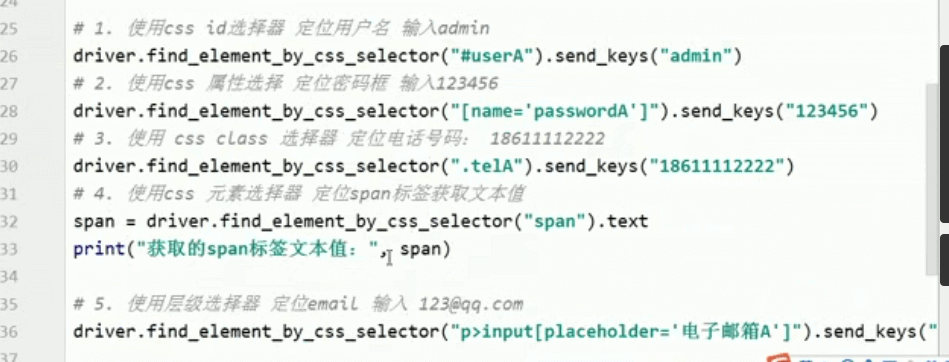 24
25 # 1. 使用css id选择器 定位用户名 输入admin
26 driver.find_element_by_css_selector("#userA").send_keys("admin")
27 # 2. 使用css 属性选择 定位密码框 输入123456
28 driver.find_element_by_css_selector("[name='passwordA']").send_keys("123456")
29 # 3. 使用 css class 选择器 定位电话号码： 18611112222
30 driver.find_element_by_css_selector(".telA").send_keys("18611112222")
31 # 4. 使用css 元素选择器 定位span标签获取文本值
32 span = driver.find_element_by_css_selector("span").text
33 print("获取的span标签文本值：", span)
34
35 # 5. 使用层级选择器 定位email 输入 123@qq.com
36 driver.find_element_by_css_selector("p>input[placeholder='电子邮箱A']").send_keys("
37